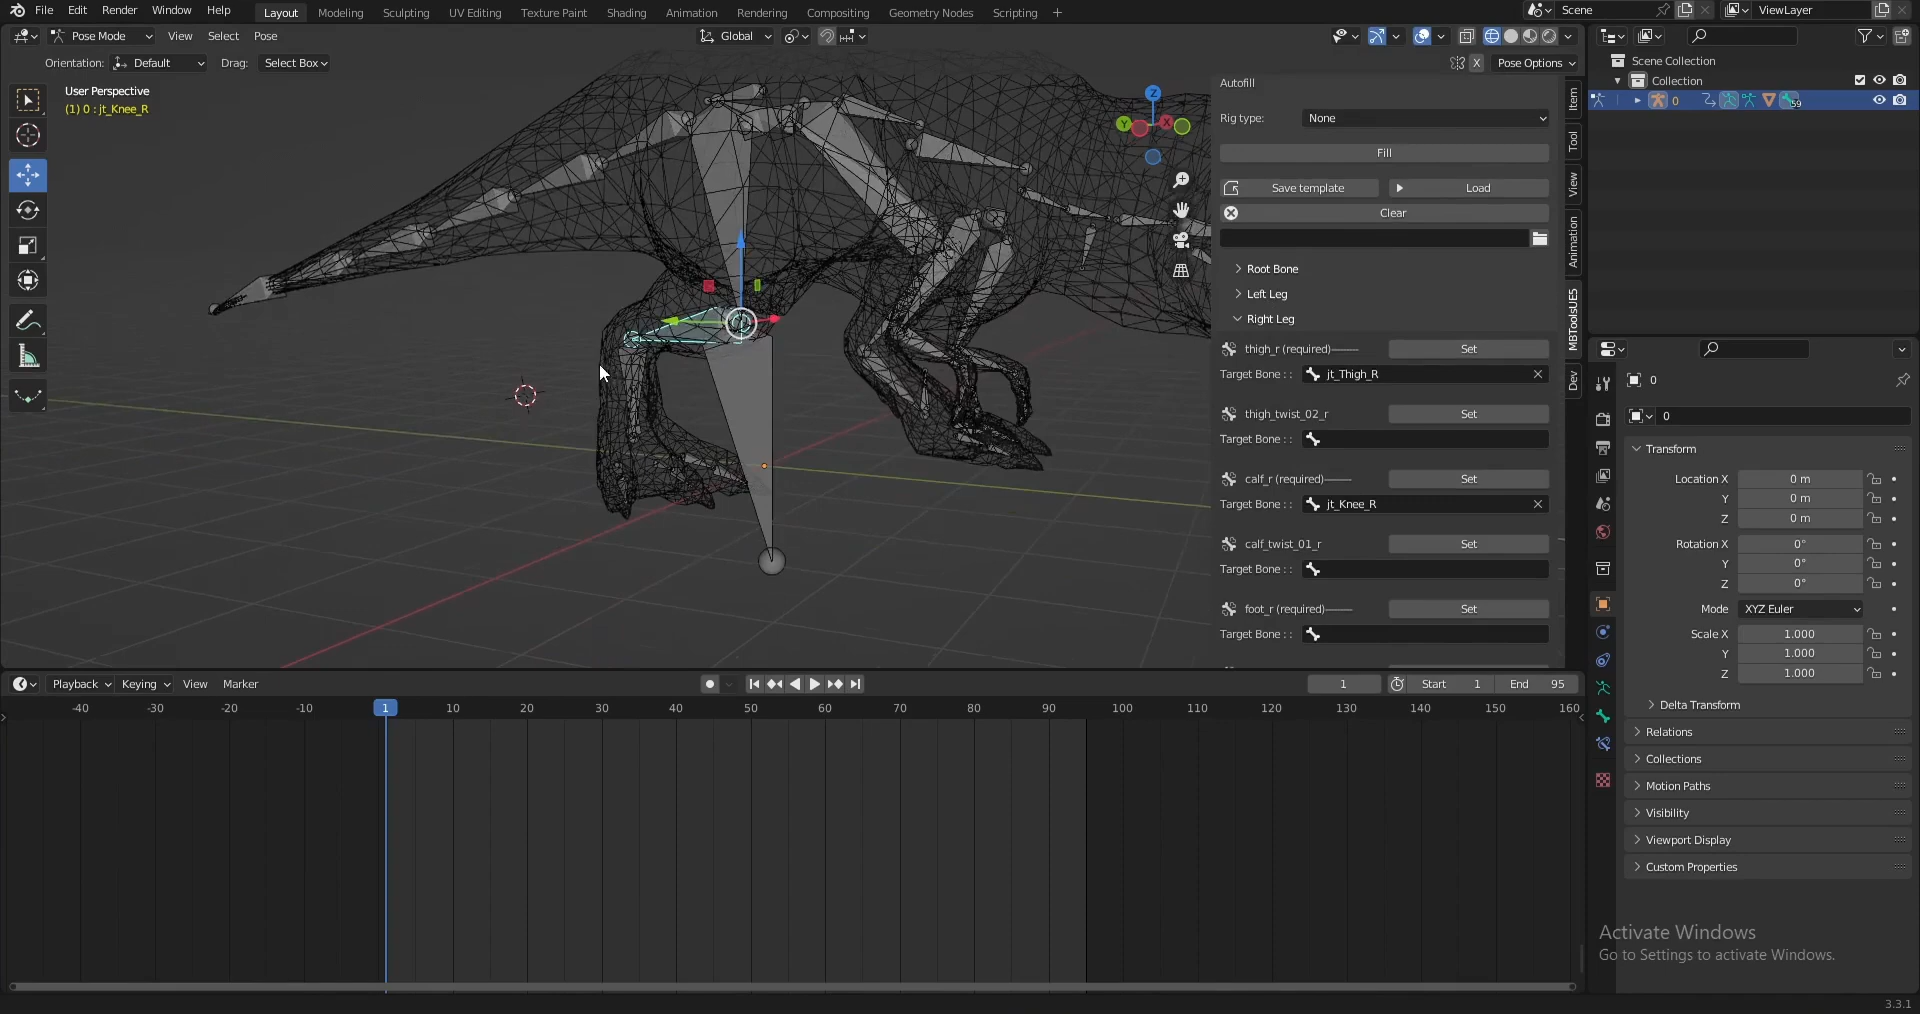 File Edit Render Window Help Layout Modeling Sculpting UV Editing Texture Paint Shading Animation Rendering Compositing Geometry Nodes Scripting + Scene ViewLayer
Pose Mode View Select Pose Global Pose Options
Orientation: Default Drag: Select Box X Pose Options
User Perspective
(1) 0 : jt_Knee_R
Z
Y
X
Autofill
Rig type: None
Fill
Save template Load
Clear
Root Bone
Left Leg
Right Leg
thigh_r (required)—— Set
Target Bone : : jt_Thigh_R
thigh_twist_02_r Set
Target Bone : :
calf_r (required)—— Set
Target Bone : : jt_Knee_R
calf_twist_01_r Set
Target Bone : :
foot_r (required)—— Set
Target Bone : :
Item
Tool
View
Animation
MBToolsUE5
Dev
Scene Collection
Collection
0 59
0
0
Transform
Location X 0 m
Y 0 m
Z 0 m
Rotation X 0°
Y 0°
Z 0°
Mode XYZ Euler
Scale X 1.000
Y 1.000
Z 1.000
Delta Transform
Relations
Collections
Motion Paths
Visibility
Viewport Display
Custom Properties
Playback Keying View Marker 1 Start 1 End 95
-40 -30 -20 -10 1 10 20 30 40 50 60 70 80 90 100 110 120 130 140 150 160
Activate Windows
Go to Settings to activate Windows.
3.3.1